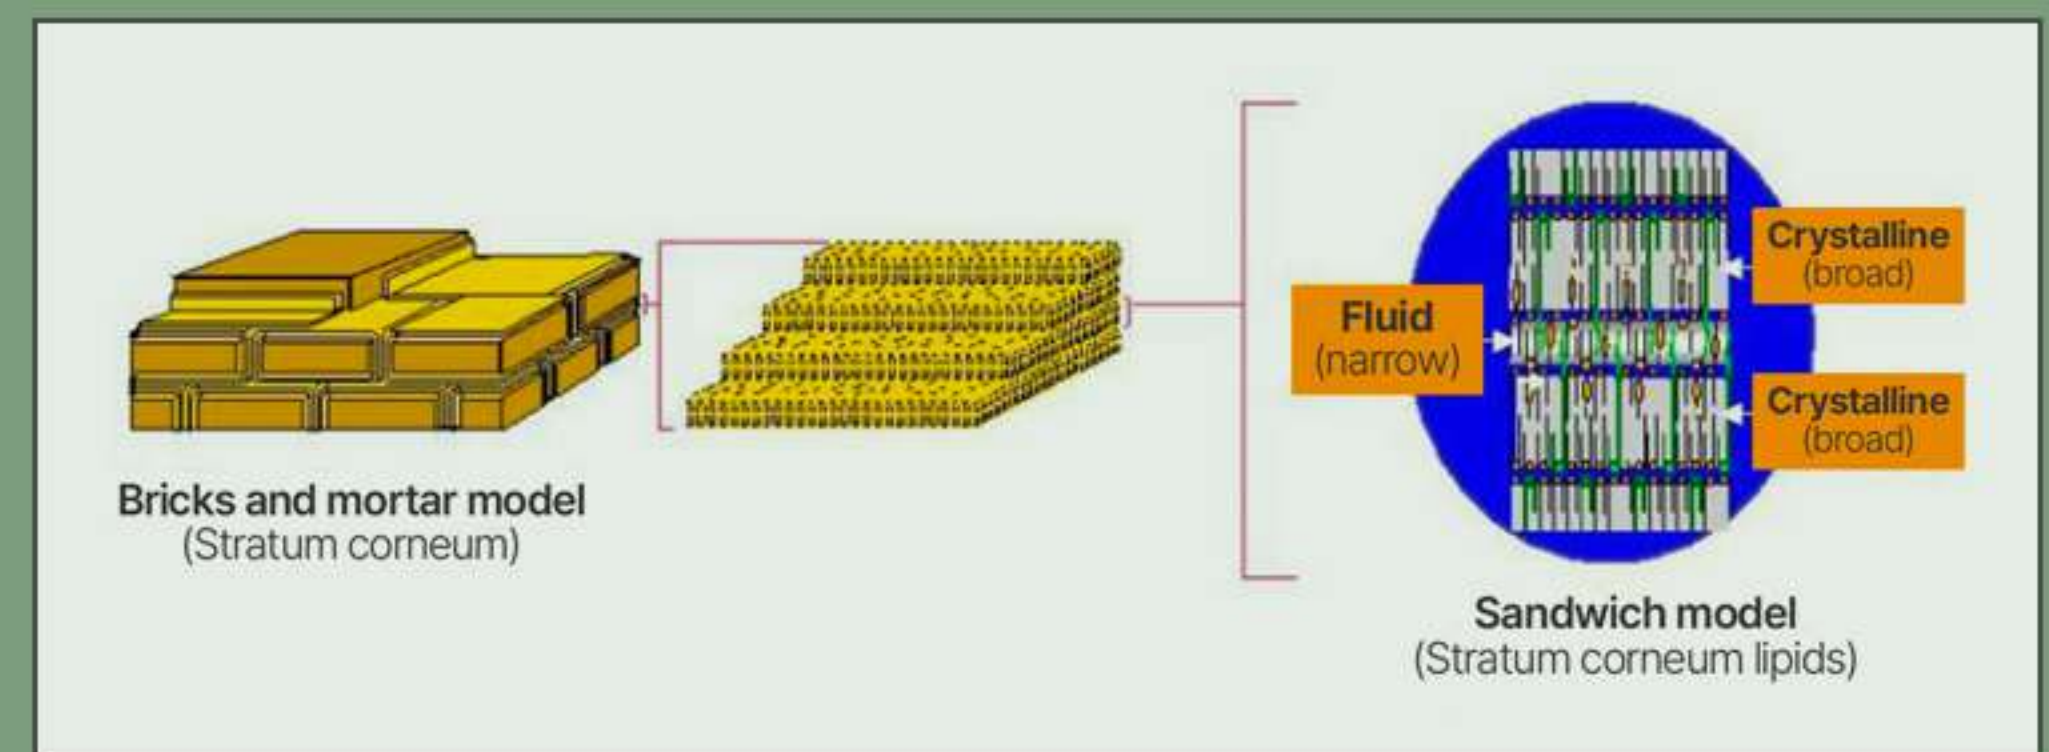 Bricks and mortar model
(Stratum corneum)
Fluid
(narrow)
Crystalline
(broad)
Crystalline
(broad)
Sandwich model
(Stratum corneum lipids)